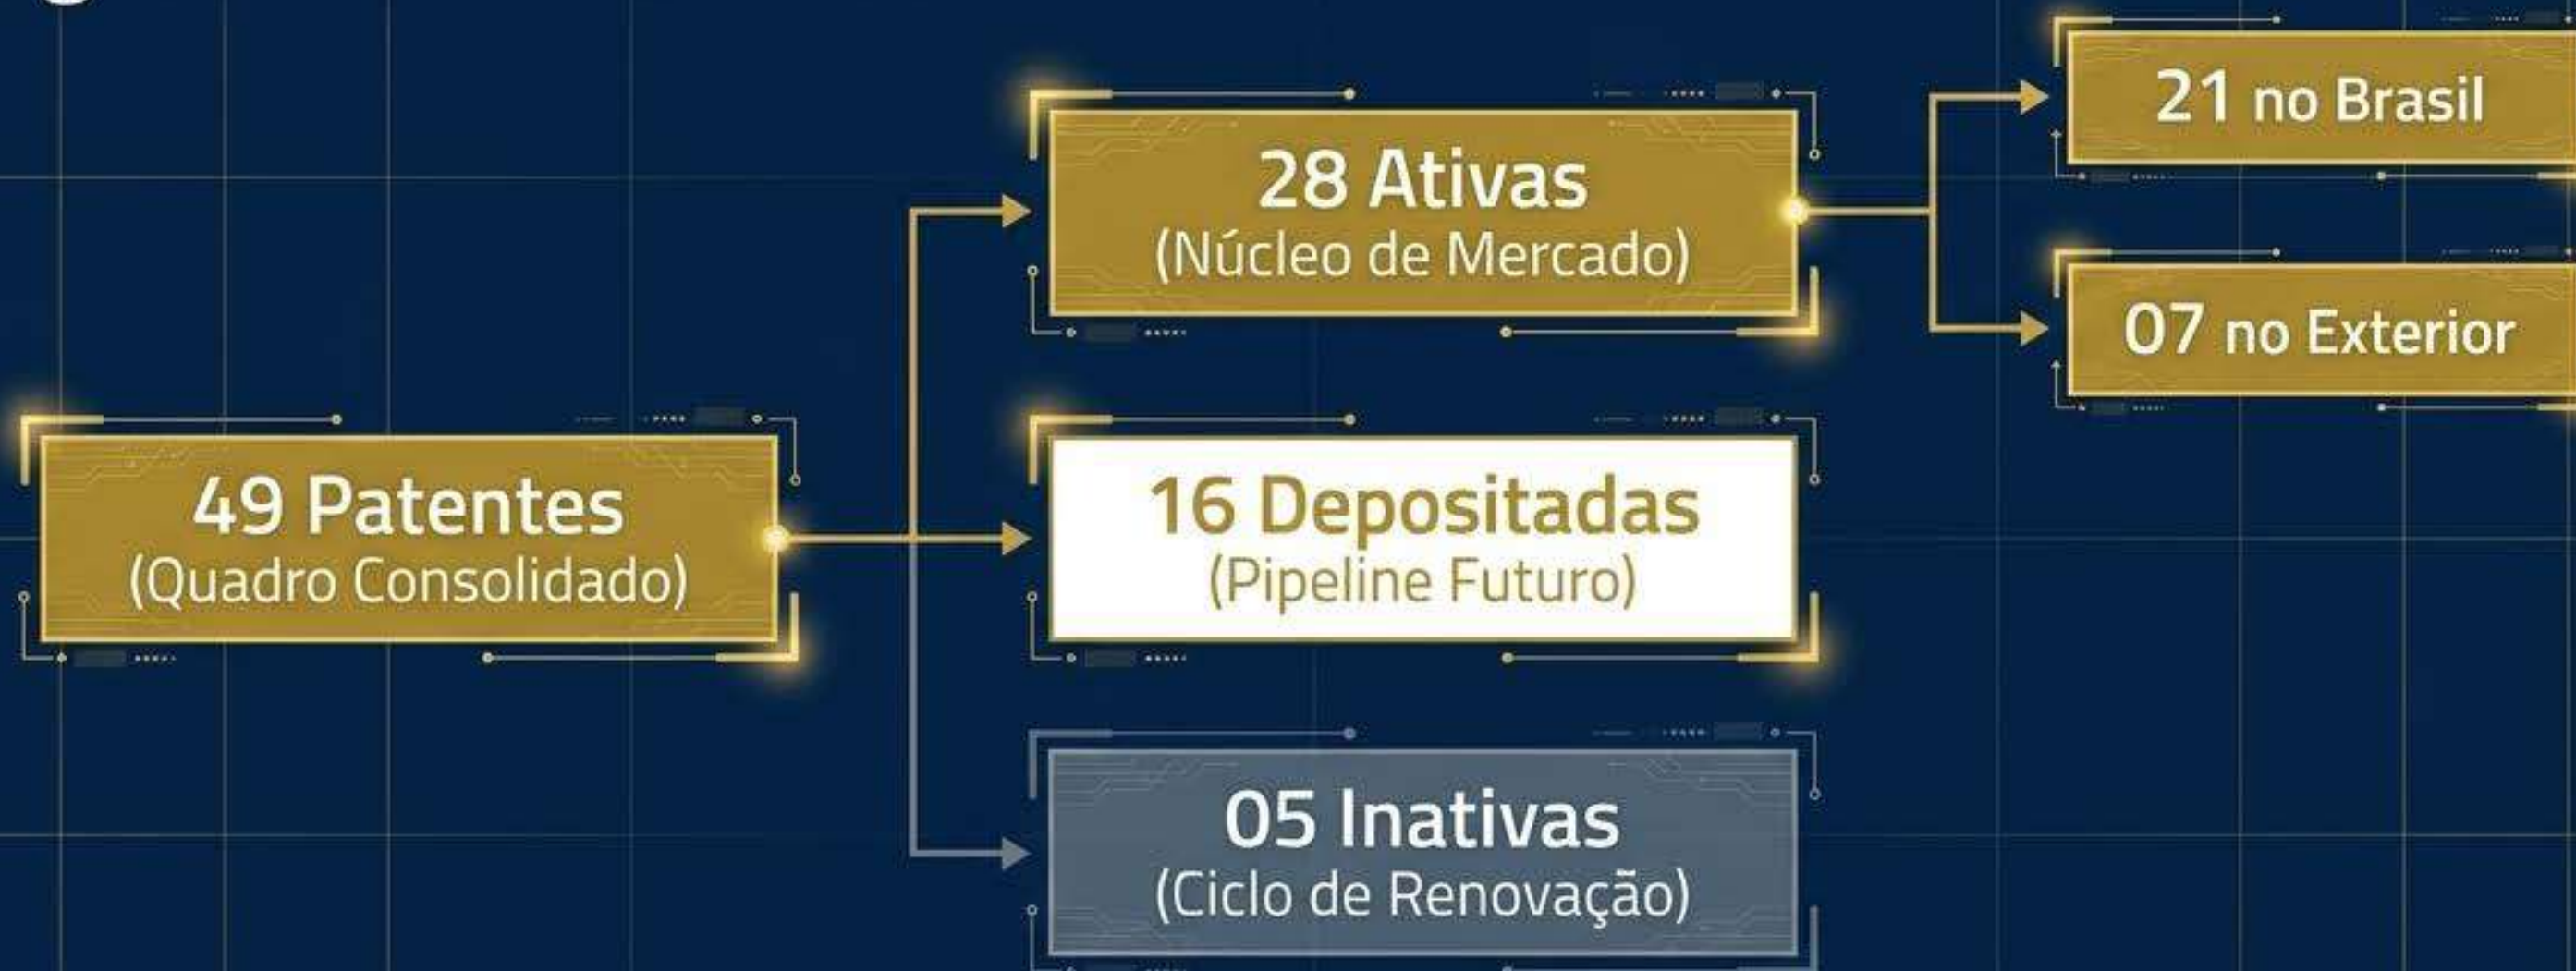 49 Patentes
(Quadro Consolidado)
28 Ativas
(Núcleo de Mercado)
21 no Brasil
07 no Exterior
16 Depositadas
(Pipeline Futuro)
05 Inativas
(Ciclo de Renovação)